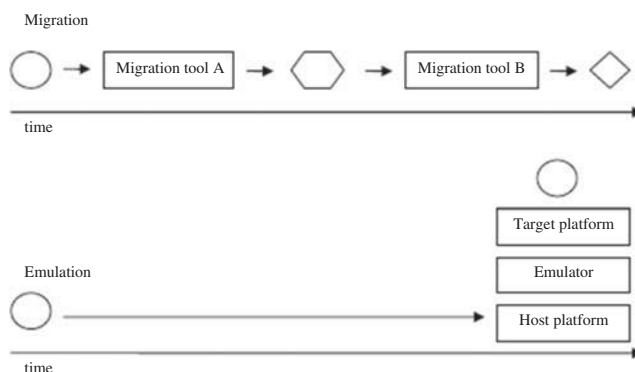 Migration
Migration tool A
Migration tool B
time
Target platform
Emulation
Emulator
Host platform
time